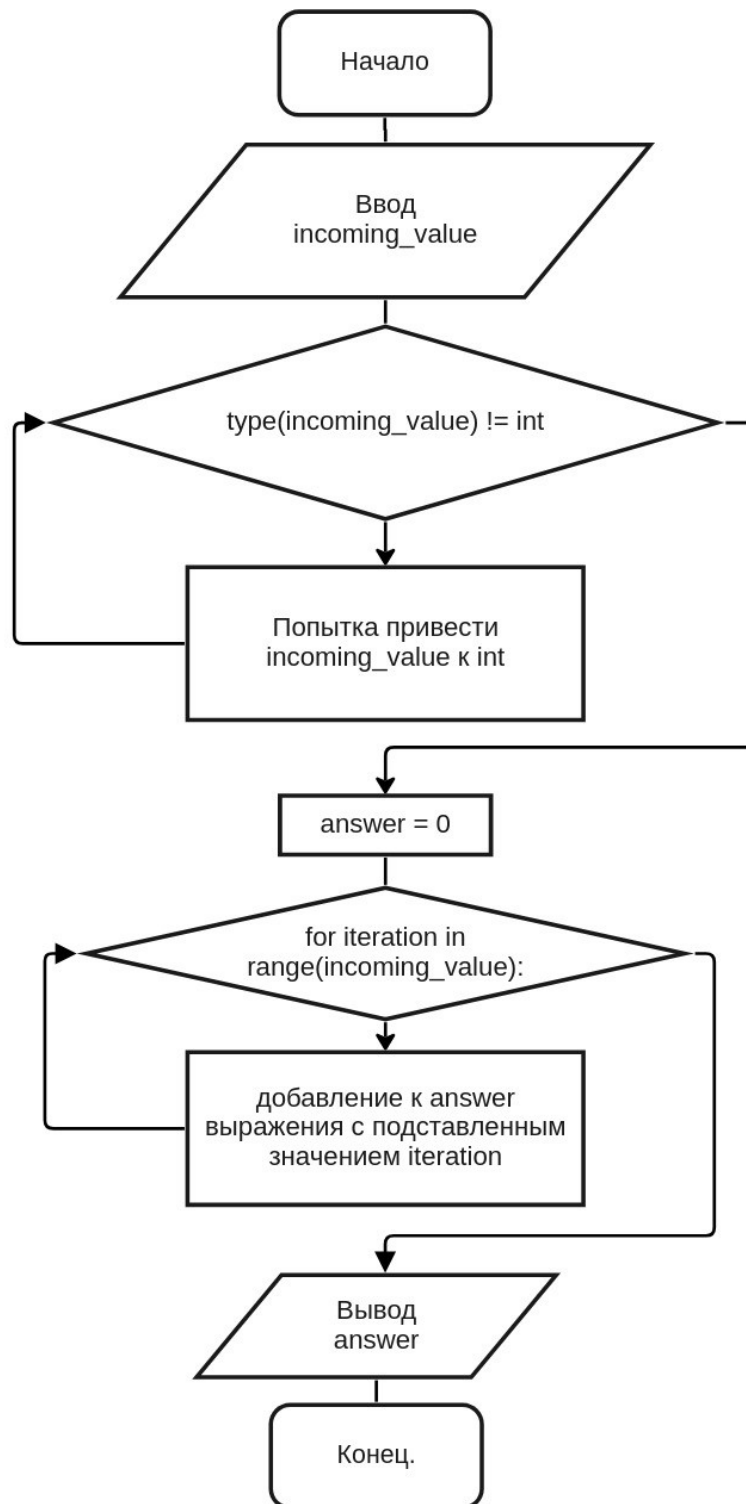 Начало
Ввод
incoming_value
type(incoming_value) != int
Попытка привести
incoming_value к int
answer = 0
for iteration in
range(incoming_value):
добавление к answer
выражения с подставленным
значением iteration
Вывод
answer
Конец.